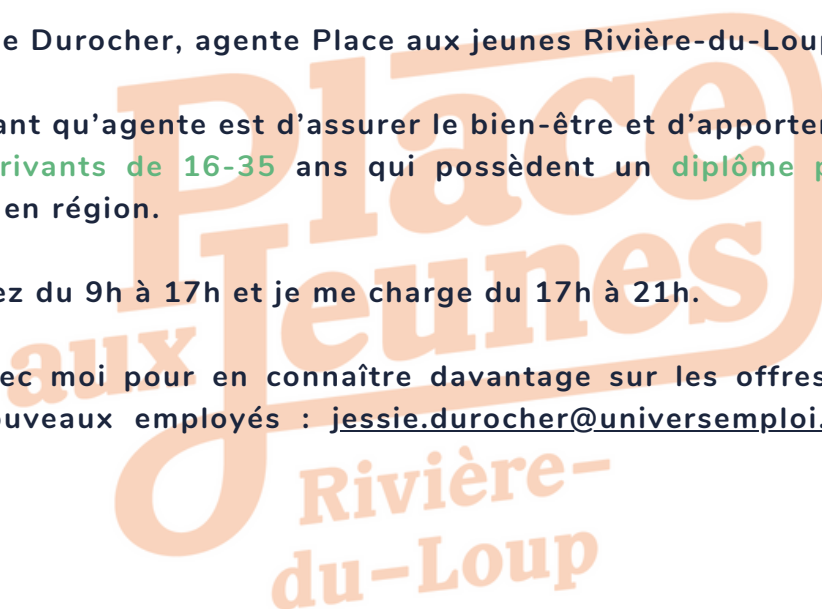 e Durocher, agente Place aux jeunes Rivière-du-Loup
ant qu'agente est d'assurer le bien-être et d'apporter
rivants de 16-35 ans qui possèdent un diplôme p
en région.
ez du 9h à 17h et je me charge du 17h à 21h.
ec moi pour en connaître davantage sur les offres
ouveaux employés : jessie.durocher@universemploi.
Place
aux Jeunes
Rivière-
du-Loup